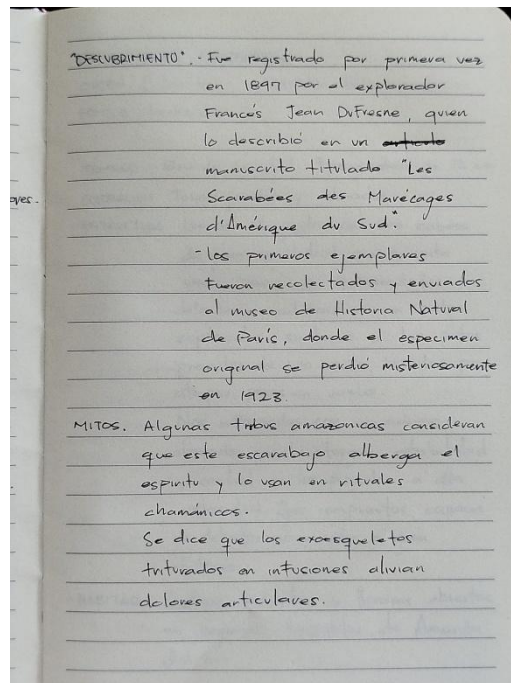 "DESCUBRIMIENTO". - Fue registrado por primera vez
en 1897 por el explorador
Francés Jean DuFresne, quien
lo describió en un articulo
manuscrito titulado "Les
Scarabées des Marécages
d'Amérique du Sud".
- los primeros ejemplares
Fueron recolectados y enviados
al museo de Historia Natural
de París, donde el especimen
original se perdió misteriosamente
en 1923.
MITOS. Algunas tribus amazonicas consideran
que este escarabajo alberga el
espiritu y lo usan en rituales
chamánicos.
Se dice que los exoesqueletos
triturados en infusiones alivian
dolores articulares.